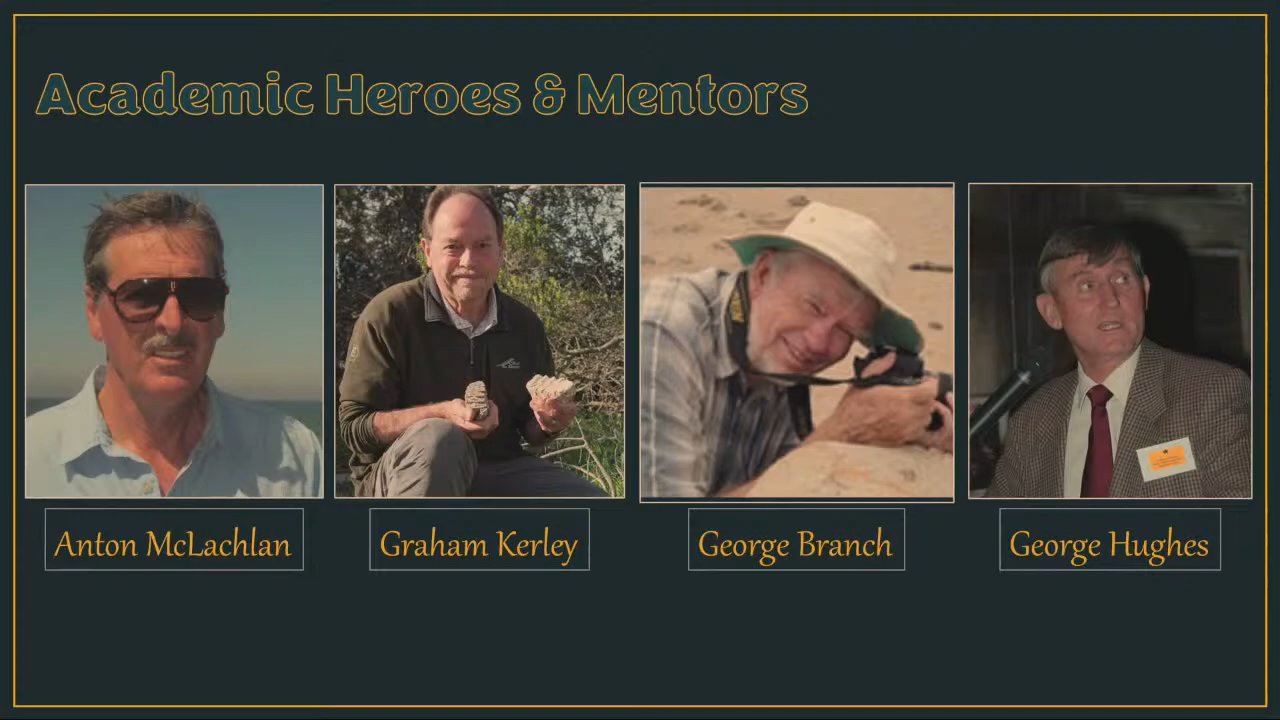 Academic Heroes & Mentors
Anton McLachlan
Graham Kerley
George Branch
George Hughes